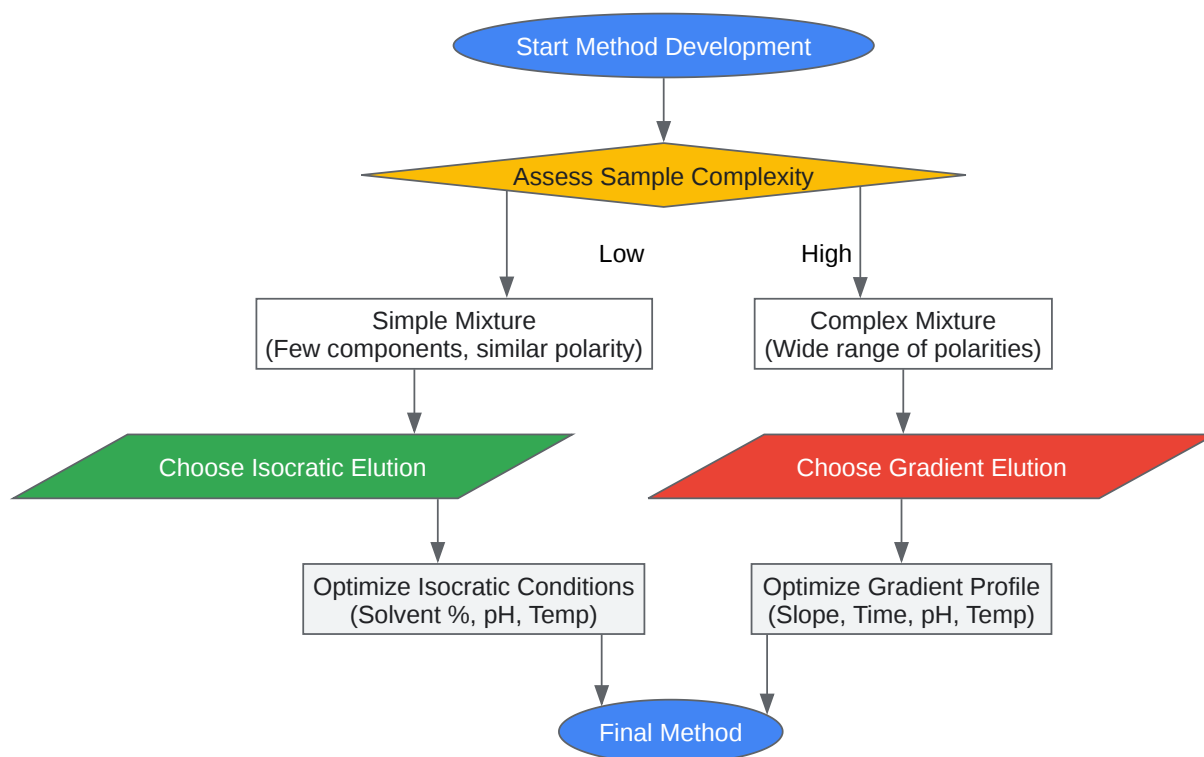 Start Method Development
Assess Sample Complexity
Low
High
Simple Mixture
(Few components, similar polarity)
Complex Mixture
(Wide range of polarities)
Choose Isocratic Elution
Choose Gradient Elution
Optimize Isocratic Conditions
(Solvent %, pH, Temp)
Optimize Gradient Profile
(Slope, Time, pH, Temp)
Final Method